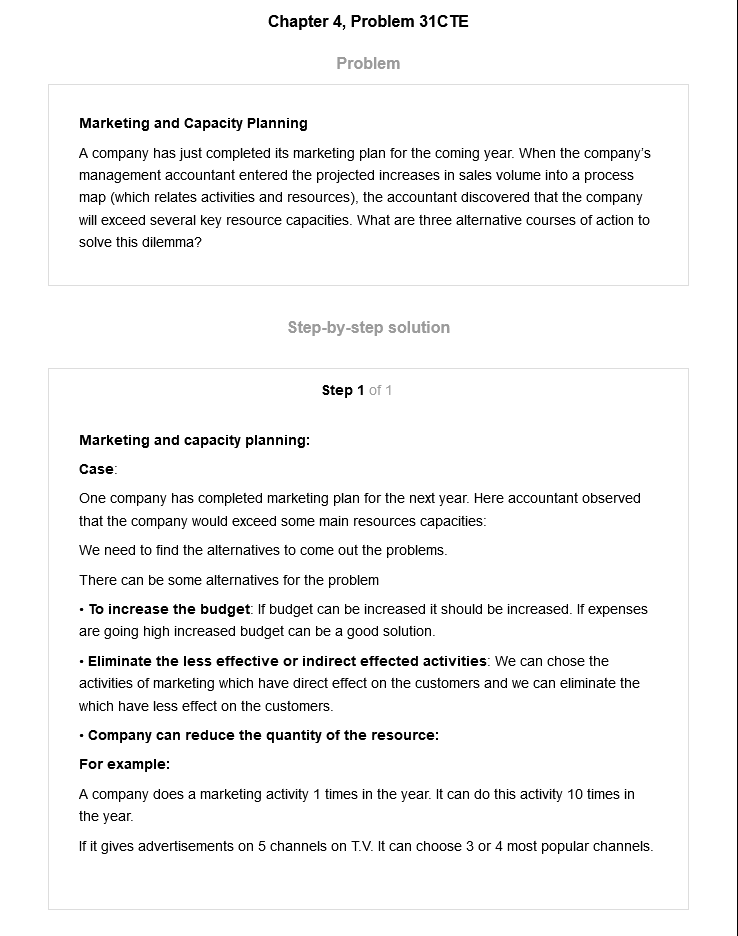 Chapter 4, Problem 31CTE
Problem
Marketing and Capacity Planning
A company has just completed its marketing plan for the coming year. When the company's
management accountant entered the projected increases in sales volume into a process
map (which relates activities and resources), the accountant discovered that the company
will exceed several key resource capacities. What are three alternative courses of action to
solve this dilemma?
Step-by-step solution
Step 1 of 1
Marketing and capacity planning:
Case:
One company has completed marketing plan for the next year. Here accountant observed
that the company would exceed some main resources capacities:
We need to find the alternatives to come out the problems.
There can be some alternatives for the problem
• To increase the budget: If budget can be increased it should be increased. If expenses
are going high increased budget can be a good solution.
• Eliminate the less effective or indirect effected activities: We can chose the
activities of marketing which have direct effect on the customers and we can eliminate the
which have less effect on the customers.
• Company can reduce the quantity of the resource:
For example:
A company does a marketing activity 1 times in the year. It can do this activity 10 times in
the year.
If it gives advertisements on 5 channels on T.V. It can choose 3 or 4 most popular channels.